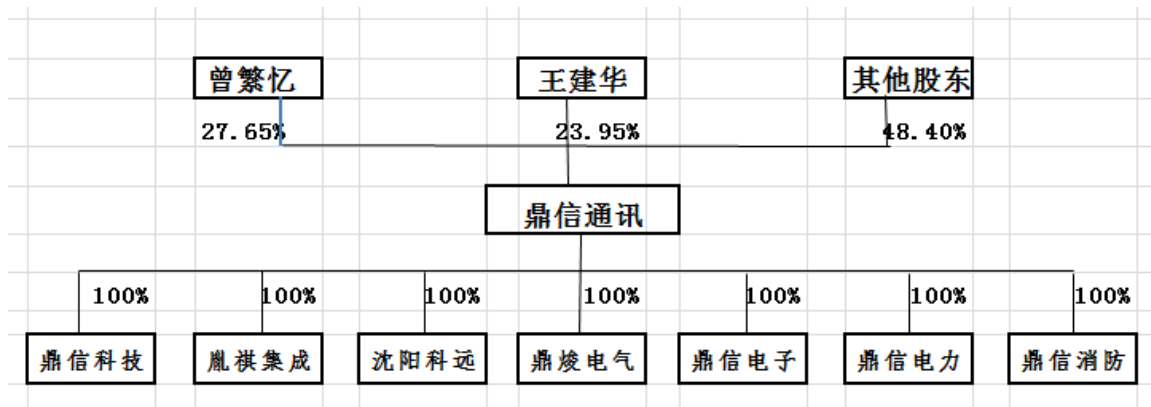 曾繁忆 王建华 其他股东
27.65% 23.95% 48.40%
鼎信通讯
100% 100% 100% 100% 100% 100% 100%
鼎信科技 胤祺集成 沈阳科远 鼎焌电气 鼎信电子 鼎信电力 鼎信消防